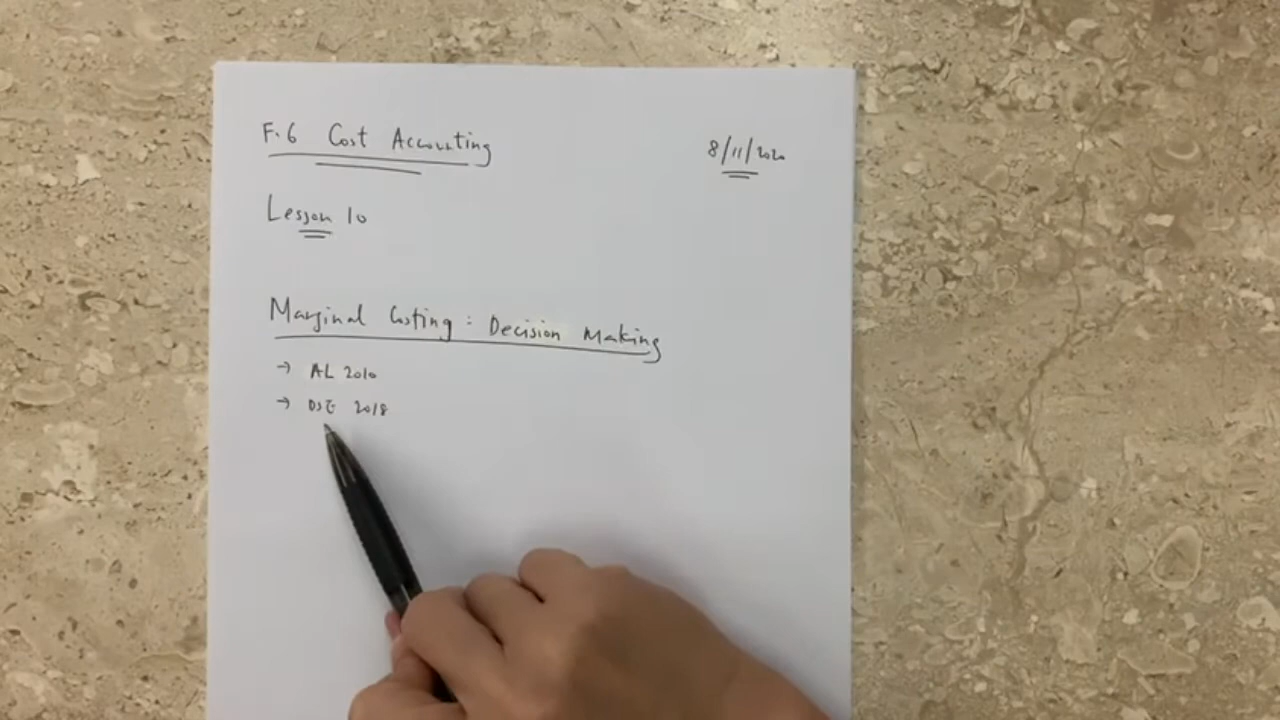 F.6 Cost Accounting
8/11/2020
Lesson 10
Marginal Costing : Decision Making
→ AL 2010
→ DSE 2018